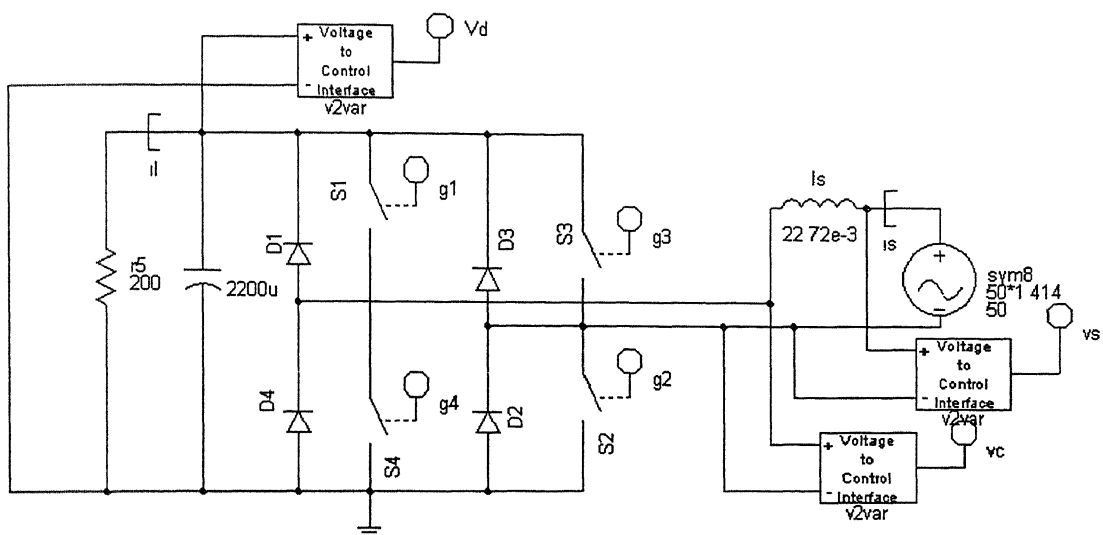 Voltage
to
Control
Interface
v2var
Vd
il
r5
200
2200u
D1
D4
S1
g1
g4
S4
D3
D2
S3
g3
g2
S2
ls
22 72e-3
is
sym8
50*1 414
50
Voltage
to
Control
Interface
v2var
vs
Voltage
to
Control
Interface
v2var
vc